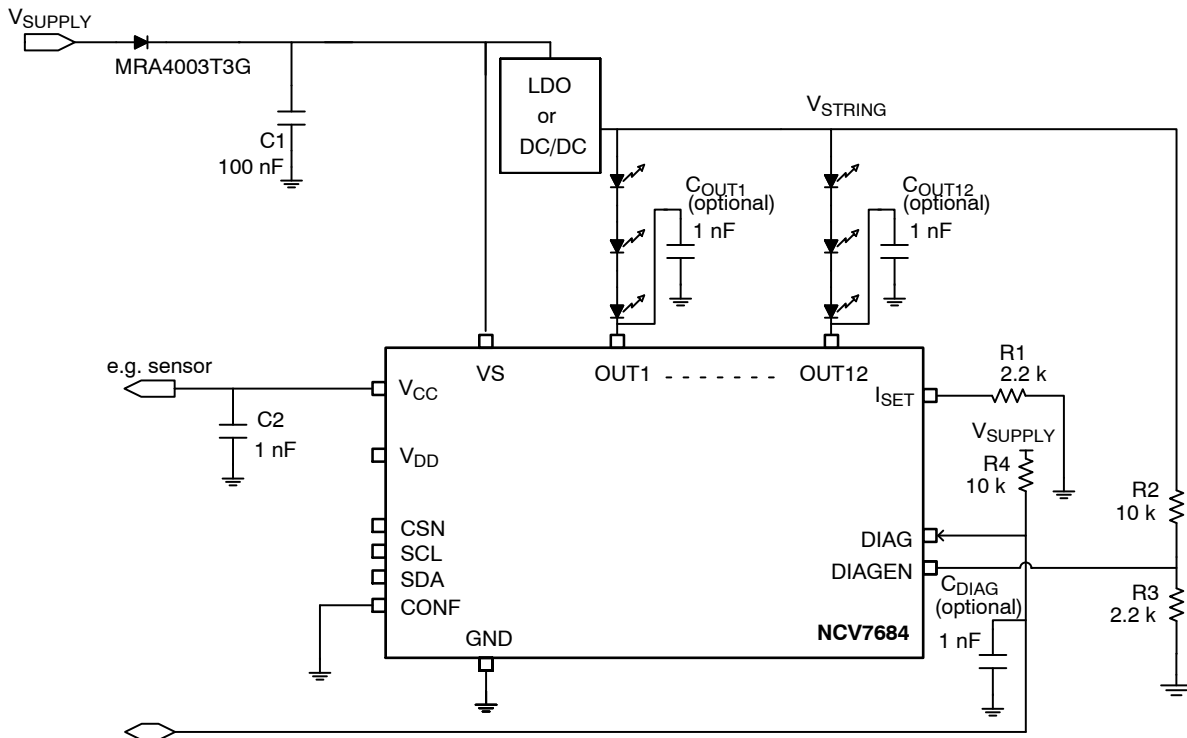 VSUPPLY
MRA4003T3G
C1
100 nF
LDO
or
DC/DC
VSTRING
COUT1
(optional)
1 nF
COUT12
(optional)
1 nF
e.g. sensor
C2
1 nF
VS
OUT1 - - - - - - - OUT12
VCC
VDD
CSN
SCL
SDA
CONF
GND
ISET
DIAG
DIAGEN
NCV7684
R1
2.2 k
VSUPPLY
R4
10 k
R2
10 k
R3
2.2 k
CDIAG
(optional)
1 nF